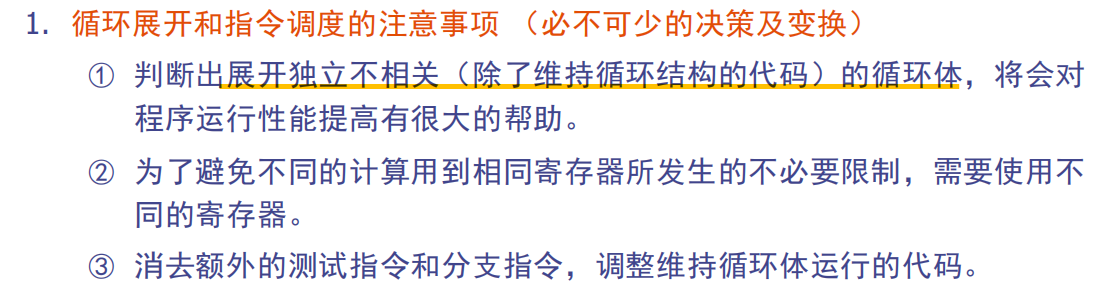 1. 循环展开和指令调度的注意事项 （必不可少的决策及变换）
① 判断出展开独立不相关（除了维持循环结构的代码）的循环体，将会对
程序运行性能提高有很大的帮助。
② 为了避免不同的计算用到相同寄存器所发生的不必要限制，需要使用不
同的寄存器。
③ 消去额外的测试指令和分支指令，调整维持循环体运行的代码。